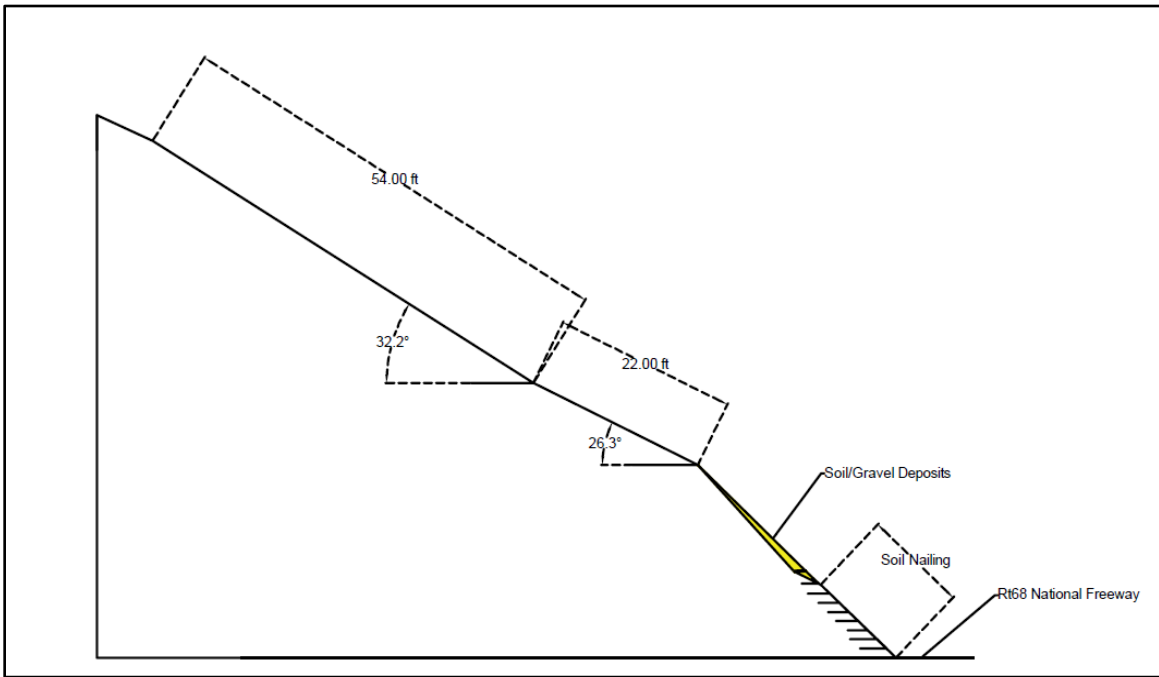 54.00 ft
32.2°
22.00 ft
26.3°
Soil/Gravel Deposits
Soil Nailing
Rt68 National Freeway